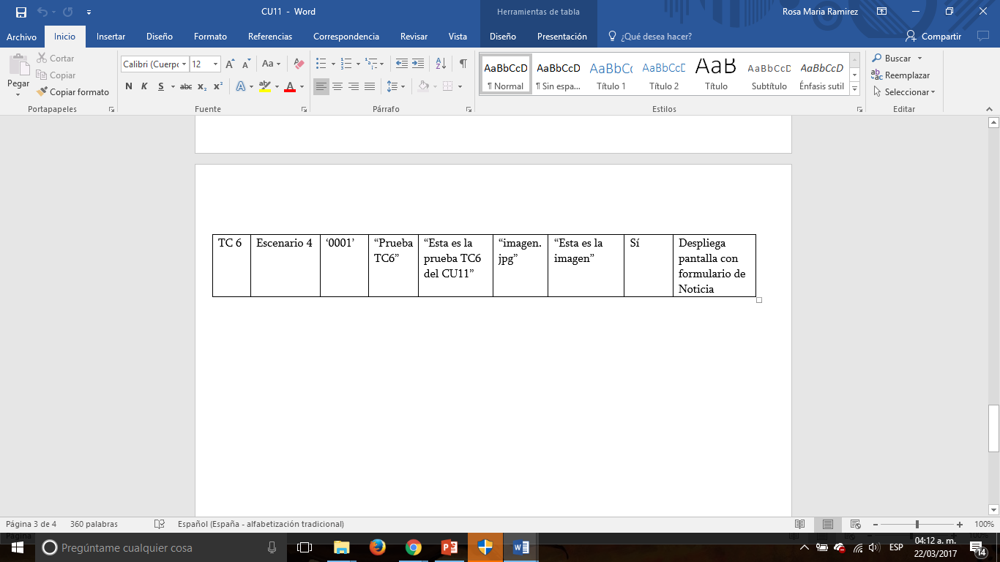 CU11 - Word
Herramientas de tabla
Rosa Maria Ramirez
Archivo Inicio Insertar Diseño Formato Referencias Correspondencia Revisar Vista Diseño Presentación ¿Qué desea hacer? Compartir
Pegar
Cortar
Copiar
Copiar formato
Portapapeles
Calibri (Cuerpo 12
N K S abc x₂ x²
Aa
Fuente
Párrafo
AaBbCcD AaBbCcD AaBbCc AaBbCcD AaB AaBbCcD AaBbCcD
¶ Normal ¶ Sin espa... Título 1 Título 2 Título Subtítulo Énfasis sutil
Estilos
Buscar
Reemplazar
Seleccionar
Editar
TC 6 Escenario 4 ‘0001’ “Prueba “Esta es la “imagen. “Esta es la Sí Despliega
TC6” prueba TC6 jpg” imagen” pantalla con
del CU11” formulario de
Noticia
Página 3 de 4 360 palabras Español (España - alfabetización tradicional) 100%
Pregúntame cualquier cosa
ESP
04:12 a. m.
22/03/2017
14